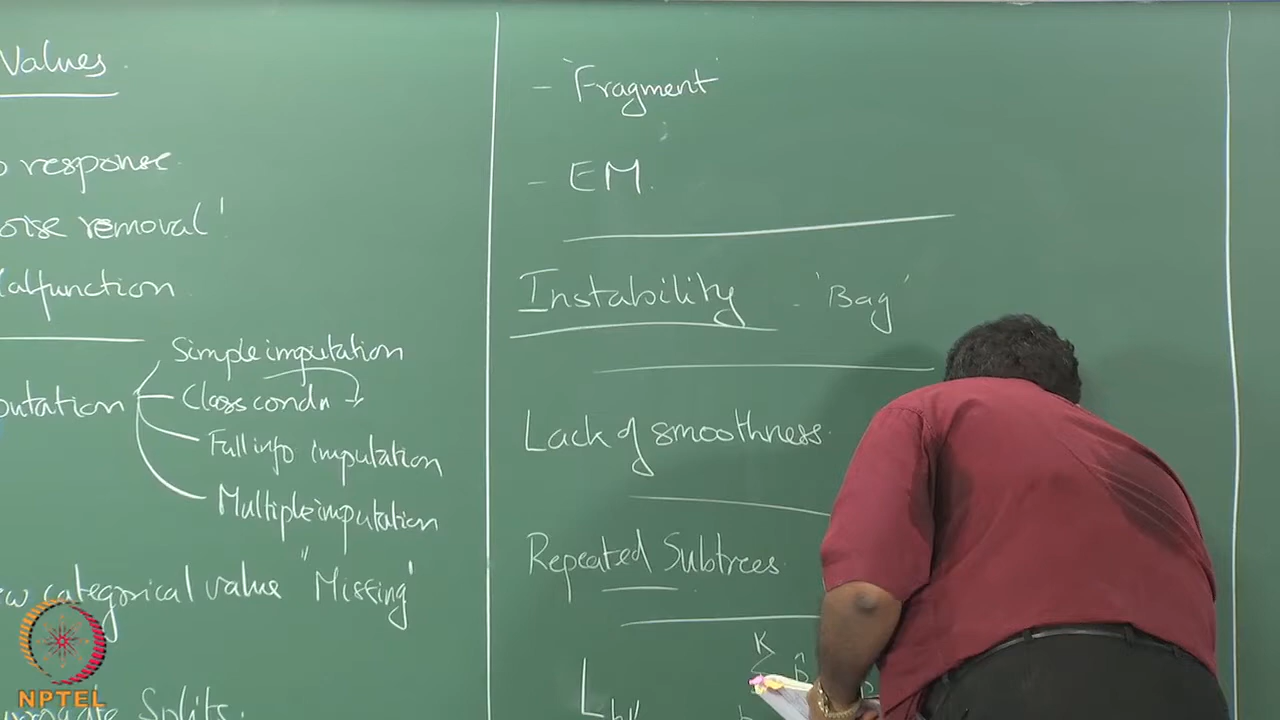 Values.
response.
removal'
alfunction
Simple imputation
utation
Class condn
Full info imputation
Multiple imputation
categorical value "Missing"
Splits.
- 'Fragment'
- EM.
Instability - 'Bag'
Lack of smoothness.
Repeated Subtrees.
K
L
NPTEL